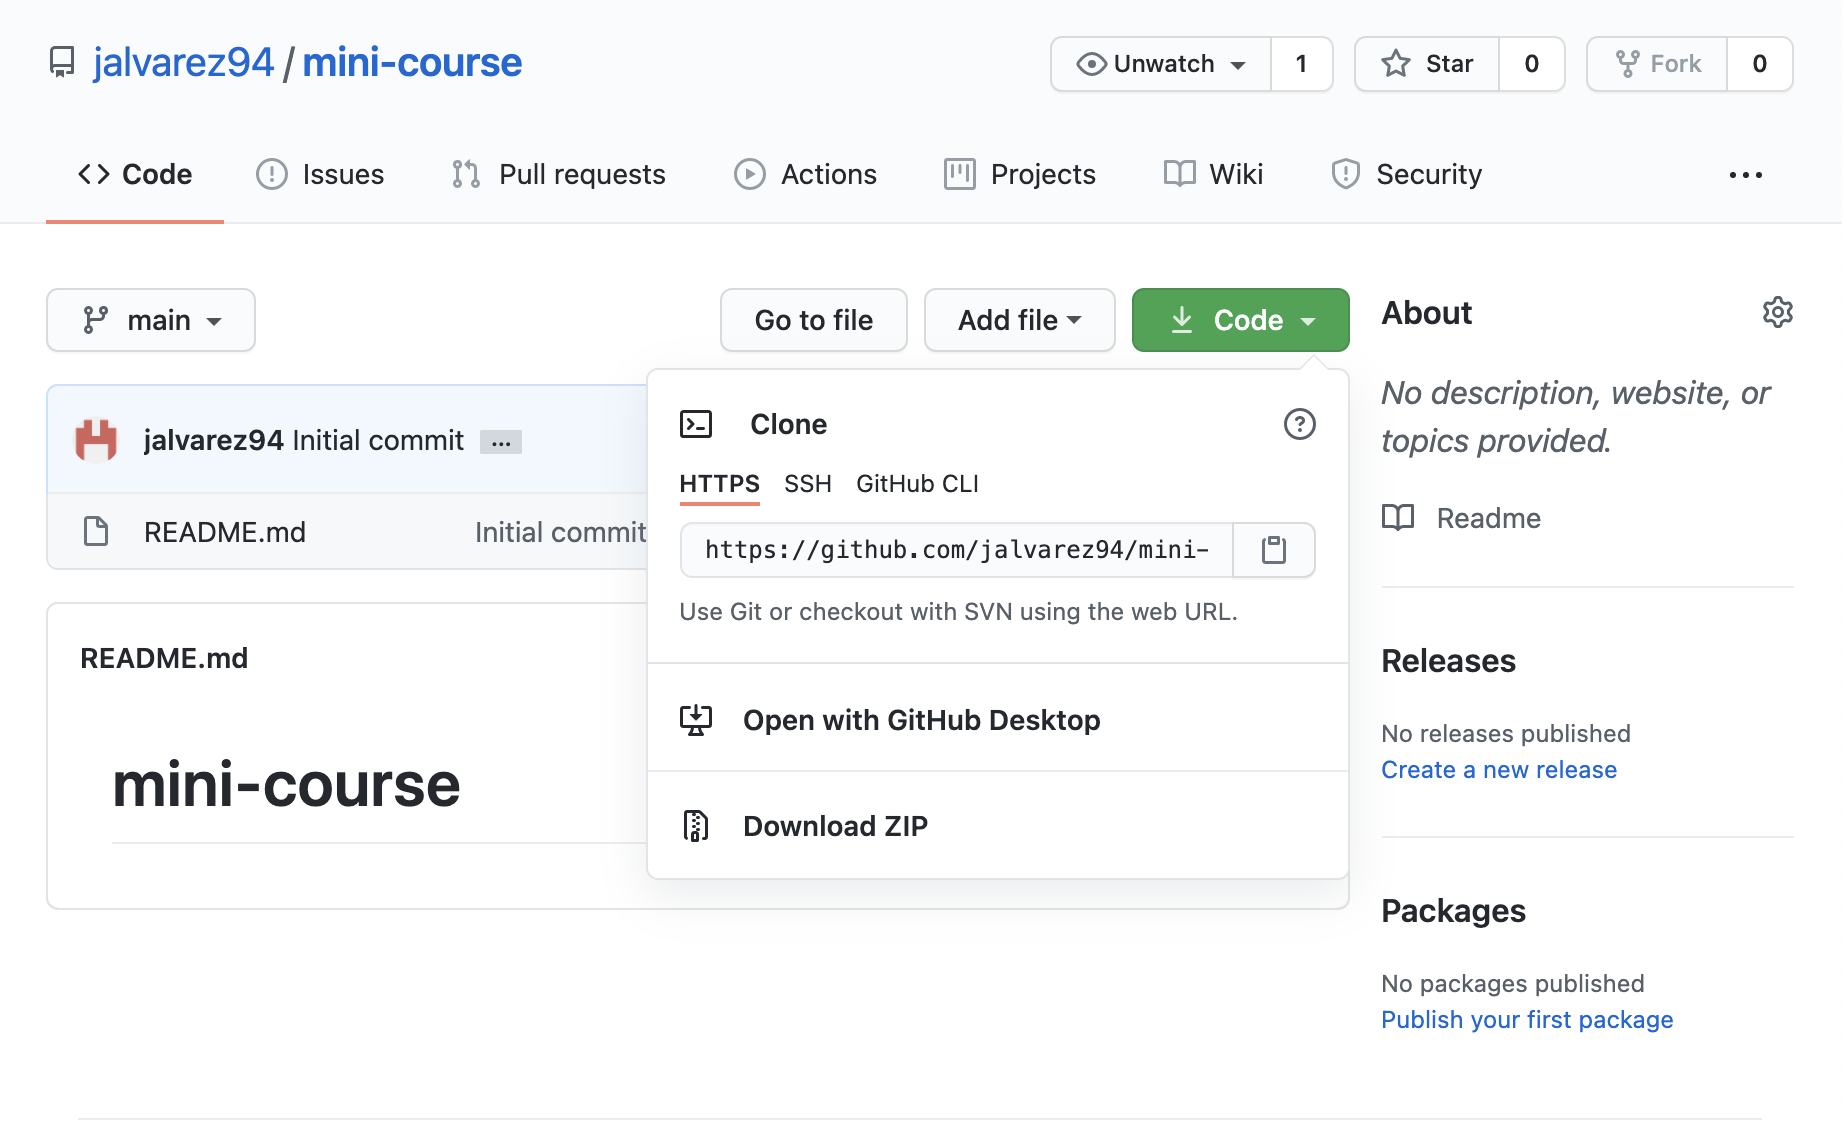 jalvarez94 / mini-course
Unwatch 1
Star 0
Fork 0
Code Issues Pull requests Actions Projects Wiki Security ...
main
Go to file
Add file
Code
jalvarez94 Initial commit ...
README.md Initial commit
README.md
mini-course
Clone
HTTPS SSH GitHub CLI
https://github.com/jalvarez94/mini-
Use Git or checkout with SVN using the web URL.
Open with GitHub Desktop
Download ZIP
About
No description, website, or
topics provided.
Readme
Releases
No releases published
Create a new release
Packages
No packages published
Publish your first package